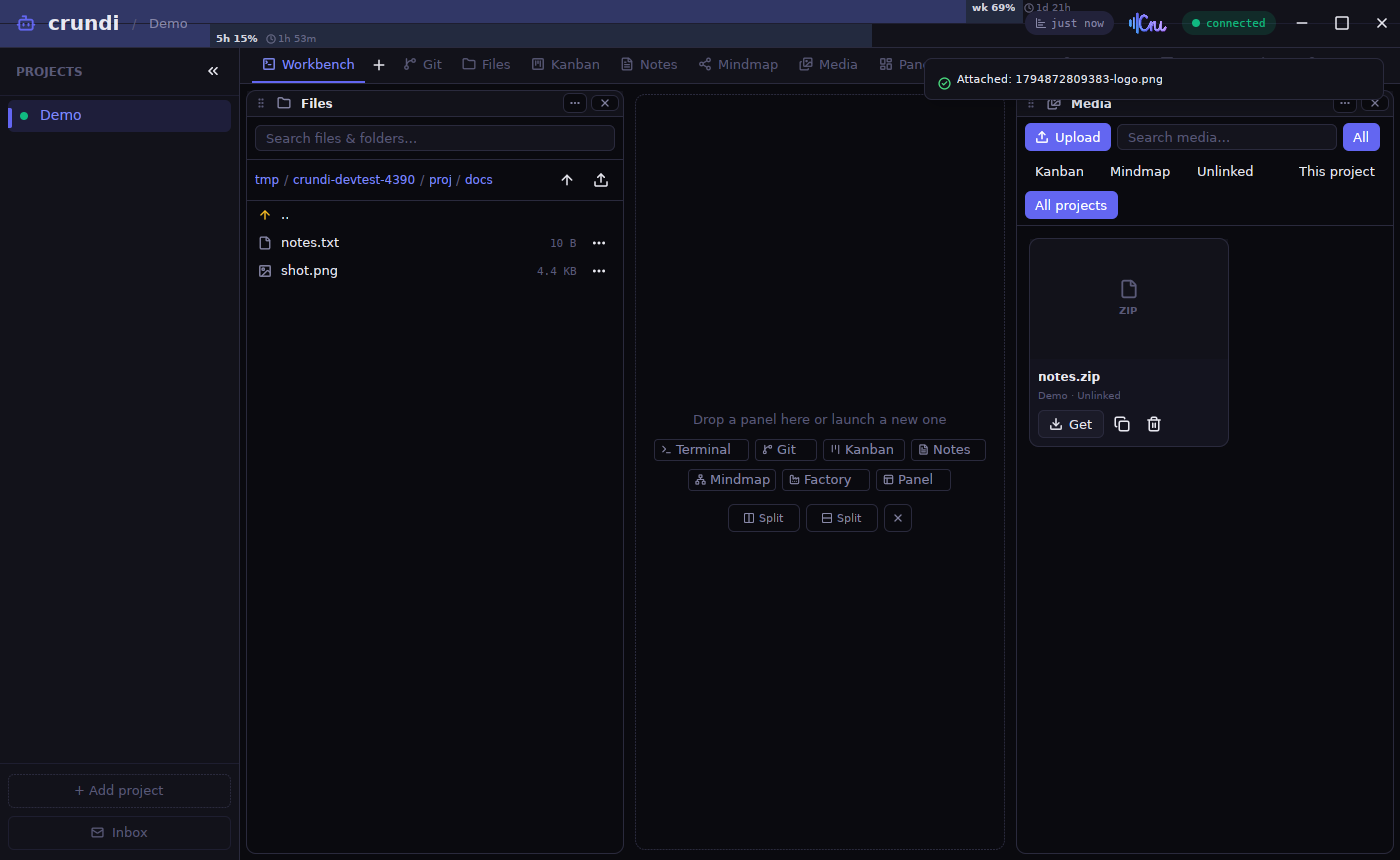 crundi / Demo
wk 69% 1d 21h
5h 15% 1h 53m
just now
Cru
connected
PROJECTS
Demo
+ Add project
Inbox
Workbench
Git
Files
Kanban
Notes
Mindmap
Media
Attached: 1794872809383-logo.png
Files
Search files & folders...
tmp / crundi-devtest-4390 / proj / docs
..
notes.txt 10 B
shot.png 4.4 KB
Drop a panel here or launch a new one
Terminal Git Kanban Notes
Mindmap Factory Panel
Split Split
Media
Upload Search media... All
Kanban Mindmap Unlinked This project
All projects
ZIP
notes.zip
Demo · Unlinked
Get